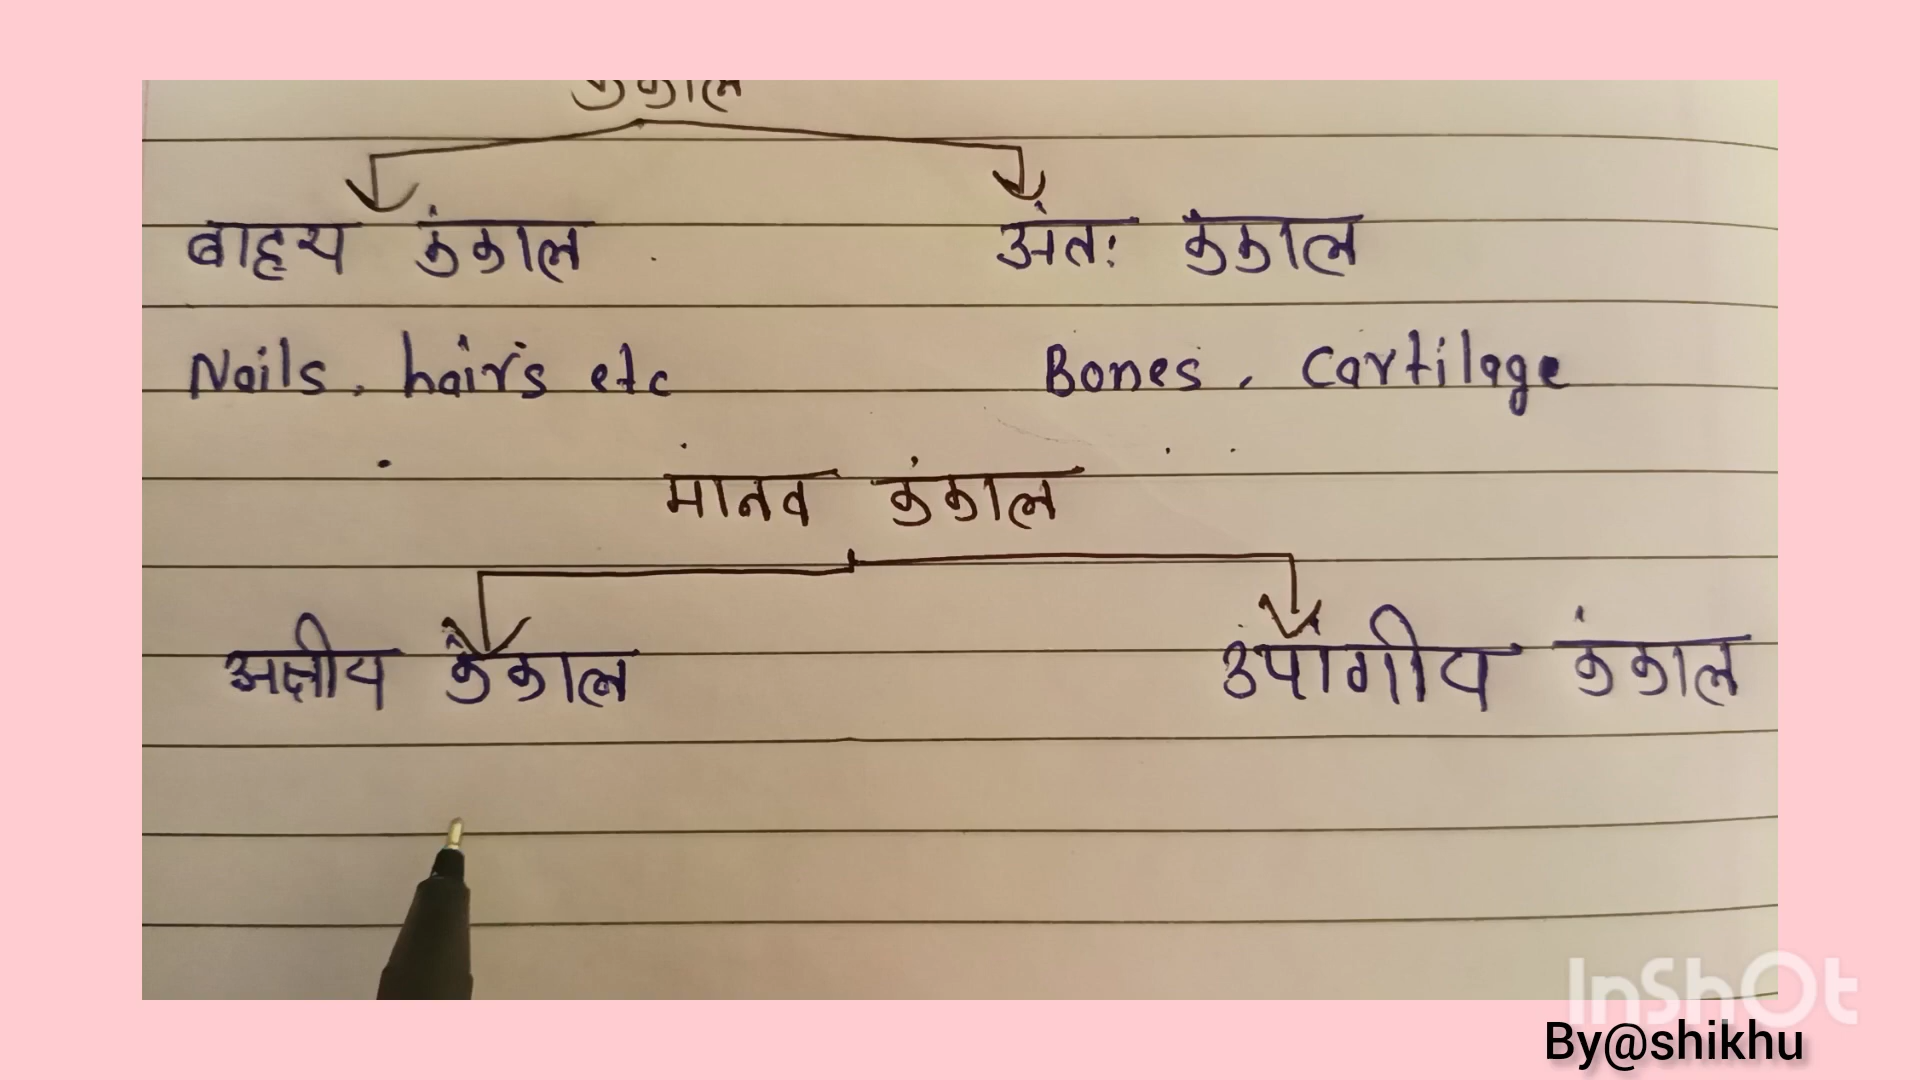 कंकाल
बाह्य कंकाल अंतः कंकाल
Nails, hairs etc Bones, Cartilage
मानव कंकाल
अक्षीय कंकाल उपांगीय कंकाल
InShOt
By@shikhu